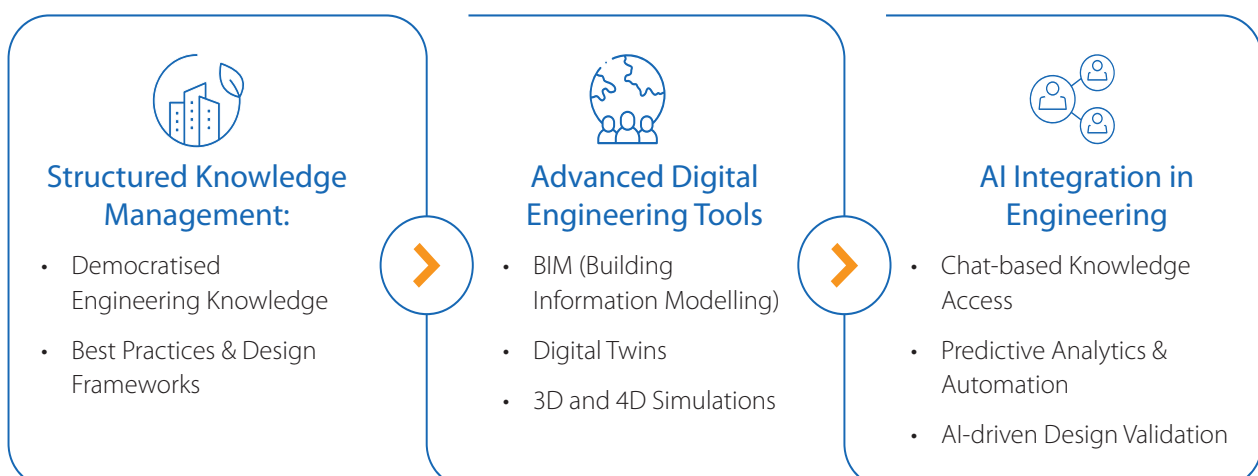 Structured Knowledge
Management:
• Democratised
Engineering Knowledge
• Best Practices & Design
Frameworks
Advanced Digital
Engineering Tools
• BIM (Building
Information Modelling)
• Digital Twins
• 3D and 4D Simulations
AI Integration in
Engineering
• Chat-based Knowledge
Access
• Predictive Analytics &
Automation
• AI-driven Design Validation